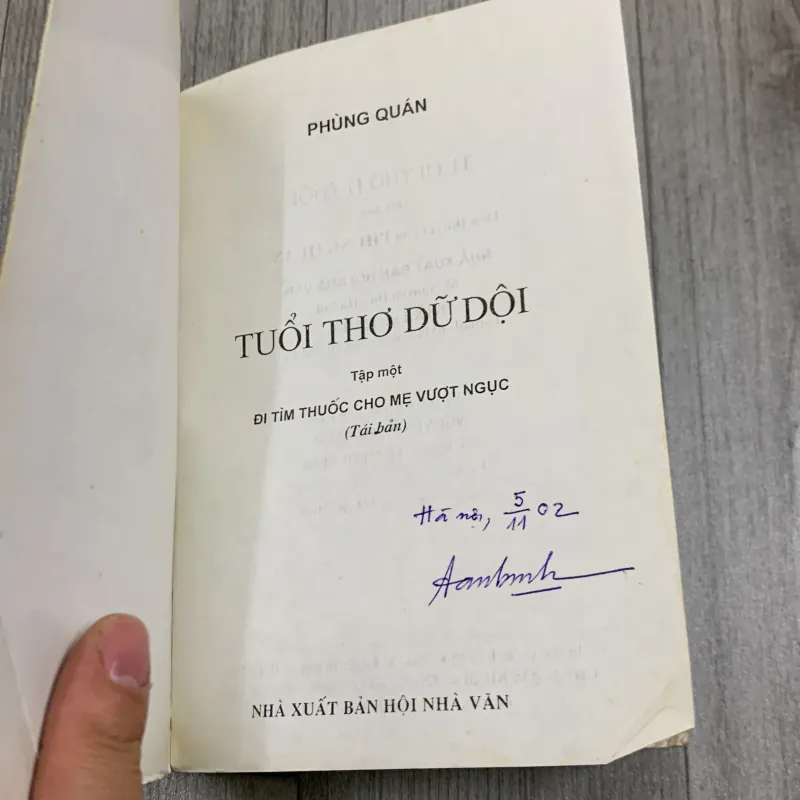 PHÙNG QUÁN
TUỔI THƠ DỮ DỘI
Tập một
ĐI TÌM THUỐC CHO MẸ VƯỢT NGỤC
(Tái bản)
Hà nội, 5/11 02
NHÀ XUẤT BẢN HỘI NHÀ VĂN